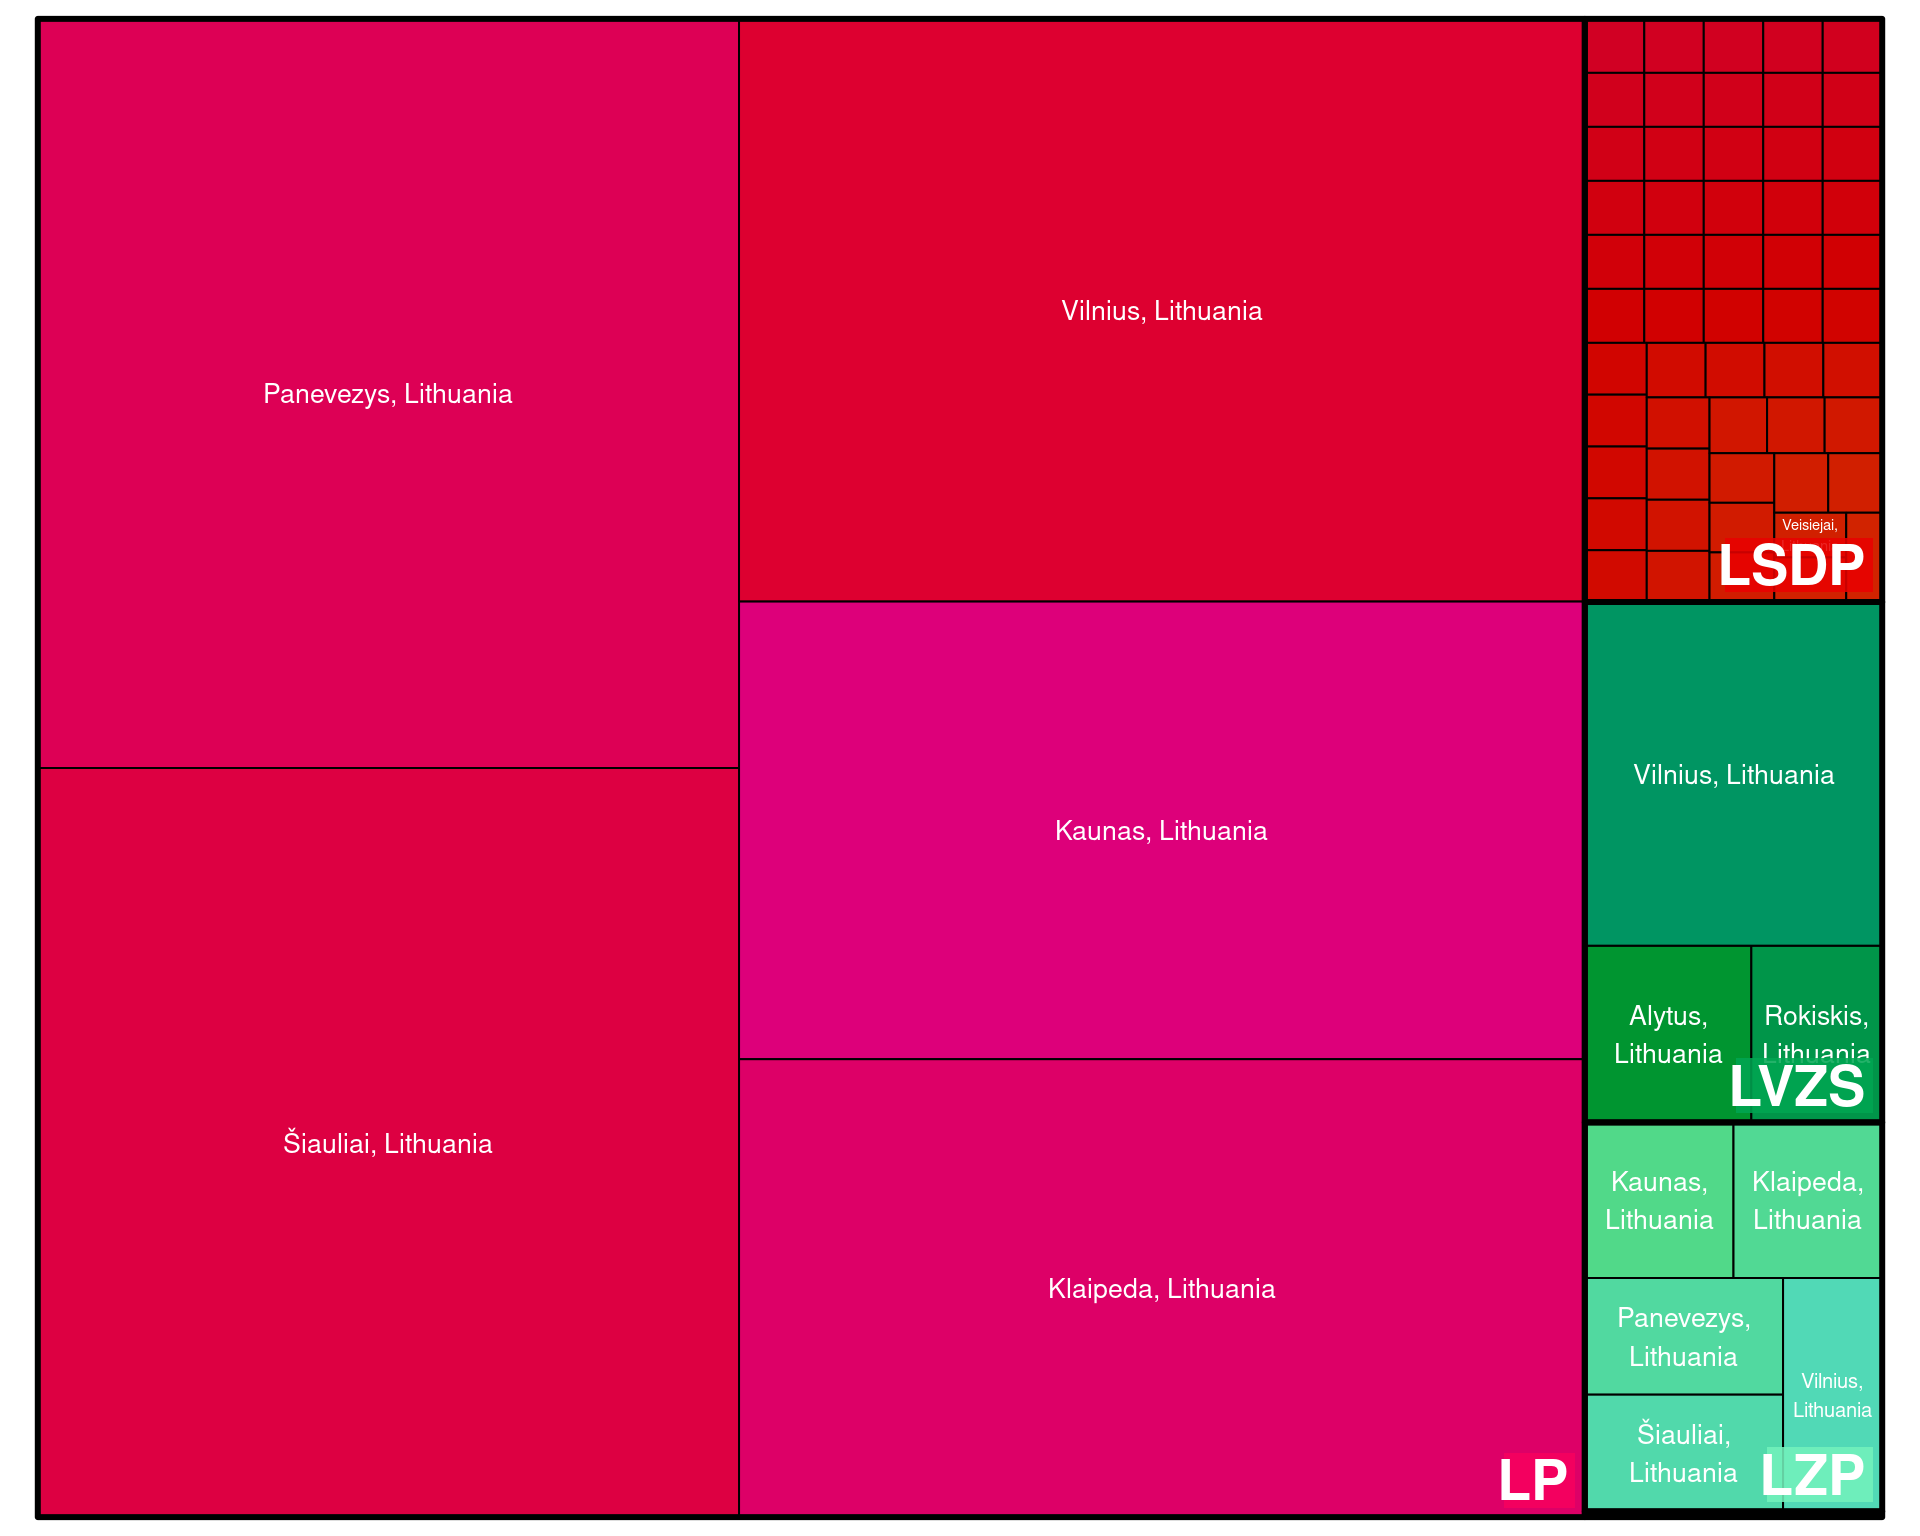 Panevezys, Lithuania
Šiauliai, Lithuania
Vilnius, Lithuania
Kaunas, Lithuania
Klaipeda, Lithuania
LP
Veisiejai,
LSDP
Vilnius, Lithuania
Alytus,
Lithuania
Rokiskis,
Lithuania
LVZS
Kaunas,
Lithuania
Klaipeda,
Lithuania
Panevezys,
Lithuania
Šiauliai,
Lithuania
Vilnius,
Lithuania
LZP